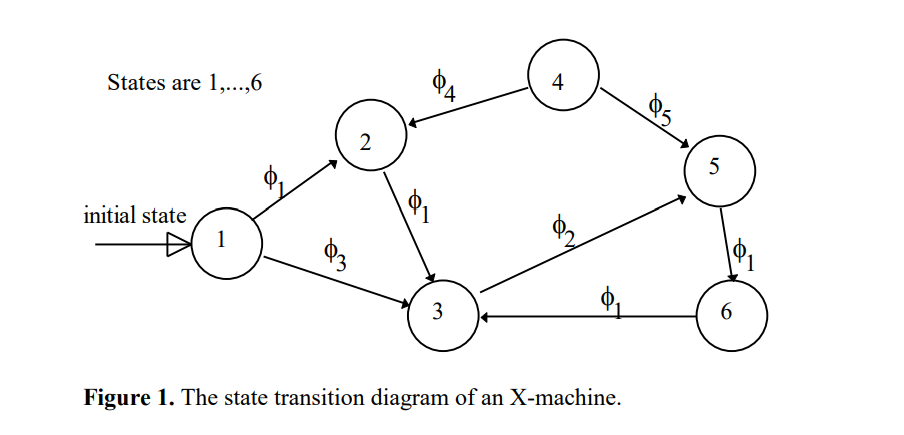 States are 1,...,6
ϕ4
4
ϕ5
2
5
ϕ1
initial state
1
ϕ1
ϕ2
ϕ3
ϕ1
3
ϕ1
6
Figure 1. The state transition diagram of an X-machine.